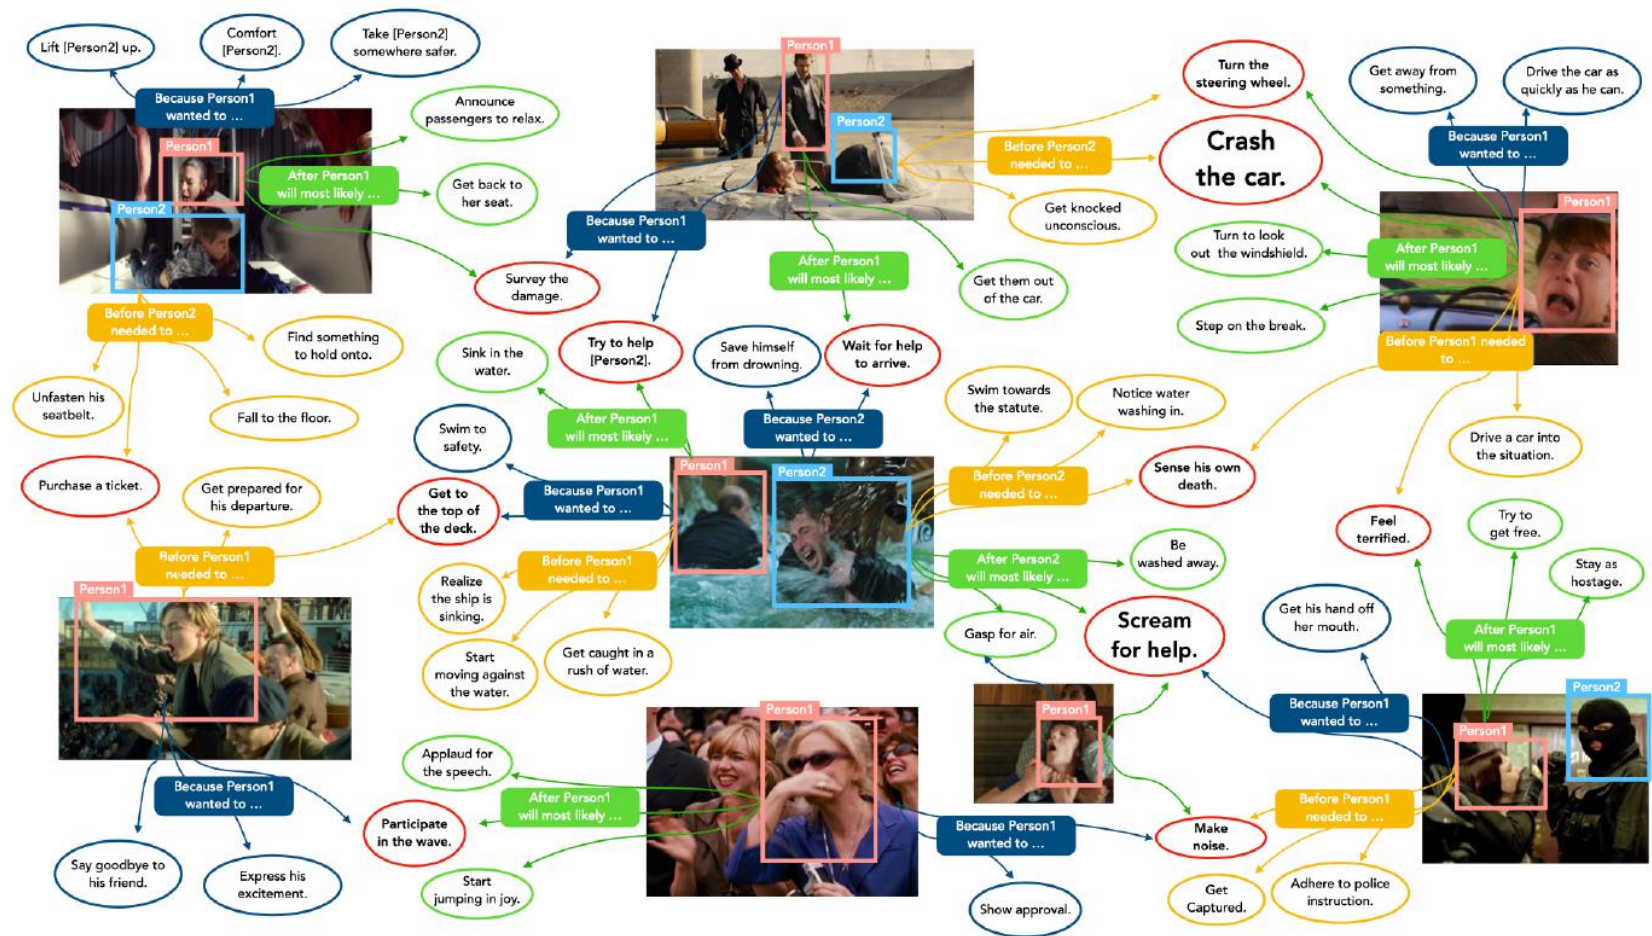 Lift [Person2] up.
Comfort
[Person2].
Take [Person2]
somewhere safer.
Because Person1
wanted to ...
Person1
Person2
Announce
passengers to relax.
After Person1
will most likely ...
Get back to
her seat.
Survey the
damage.
Before Person2
needed to ...
Find something
to hold onto.
Unfasten his
seatbelt.
Fall to the floor.
Purchase a ticket.
Person1
Person2
Because Person1
wanted to ...
After Person1
will most likely ...
Get them out
of the car.
Try to help
[Person2].
Wait for help
to arrive.
Before Person2
needed to ...
Turn the
steering wheel.
Crash
the car.
Get knocked
unconscious.
Get away from
something.
Drive the car as
quickly as he can.
Because Person1
wanted to ...
Person1
Turn to look
out the windshield.
After Person1
will most likely ...
Step on the break.
Before Person1 needed
to ...
Drive a car into
the situation.
Sense his own
death.
Feel
terrified.
Sink in the
water.
Save himself
from drowning.
After Person1
will most likely ...
Because Person2
wanted to ...
Swim to
safety.
Get to
the top of
the deck.
Because Person1
wanted to ...
Person1
Person2
Before Person1
needed to ...
Realize
the ship is
sinking.
Start
moving against
the water.
Get caught in a
rush of water.
Swim towards
the statute.
Notice water
washing in.
Before Person2
needed to ...
After Person2
will most likely ...
Be
washed away.
Gasp for air.
Scream
for help.
Get prepared for
his departure.
Before Person1
needed to ...
Person1
Because Person1
wanted to ...
Say goodbye to
his friend.
Express his
excitement.
Participate
in the wave.
Applaud for
the speech.
After Person1
will most likely ...
Start
jumping in joy.
Person1
Because Person1
wanted to ...
Show approval.
Make
noise.
Person1
Try to
get free.
Stay as
hostage.
Get his hand off
her mouth.
After Person1
will most likely ...
Because Person1
wanted to ...
Person1
Person2
Before Person1
needed to ...
Get
Captured.
Adhere to police
instruction.